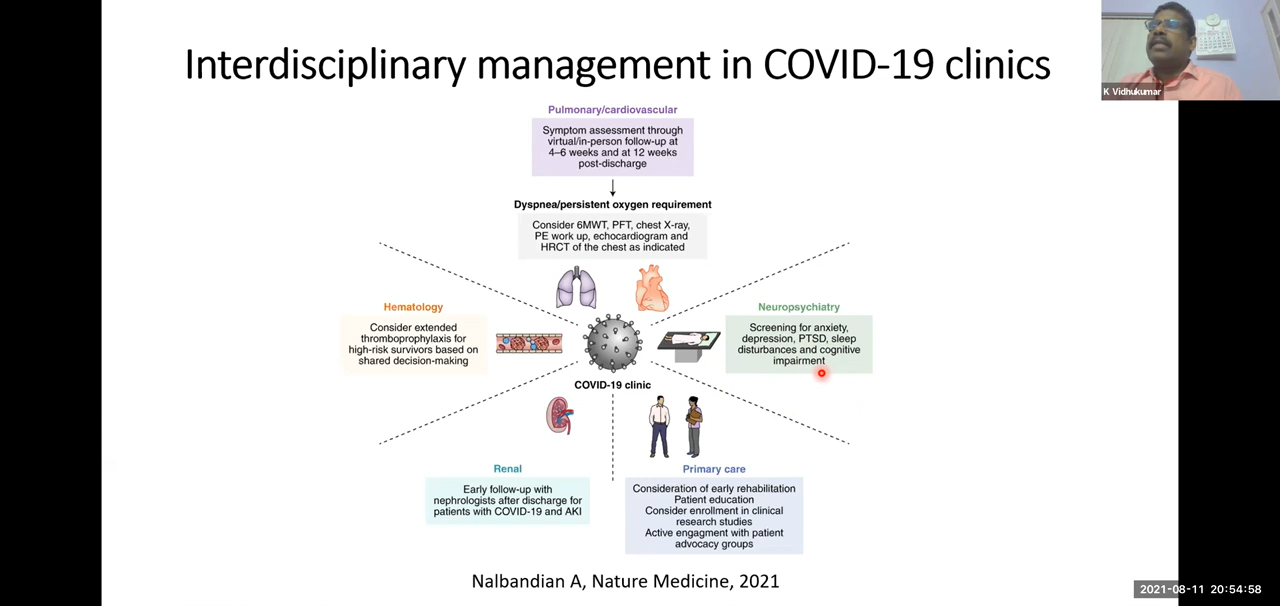 Interdisciplinary management in COVID-19 clinics
K Vidhukumar
Pulmonary/cardiovascular
Symptom assessment through
virtual/in-person follow-up at
4–6 weeks and at 12 weeks
post-discharge
Dyspnea/persistent oxygen requirement
Consider 6MWT, PFT, chest X-ray,
PE work up, echocardiogram and
HRCT of the chest as indicated
Hematology
Consider extended
thromboprophylaxis for
high-risk survivors based on
shared decision-making
Neuropsychiatry
Screening for anxiety,
depression, PTSD, sleep
disturbances and cognitive
impairment
COVID-19 clinic
Renal
Early follow-up with
nephrologists after discharge for
patients with COVID-19 and AKI
Primary care
Consideration of early rehabilitation
Patient education
Consider enrollment in clinical
research studies
Active engagment with patient
advocacy groups
Nalbandian A, Nature Medicine, 2021
2021-08-11 20:54:58